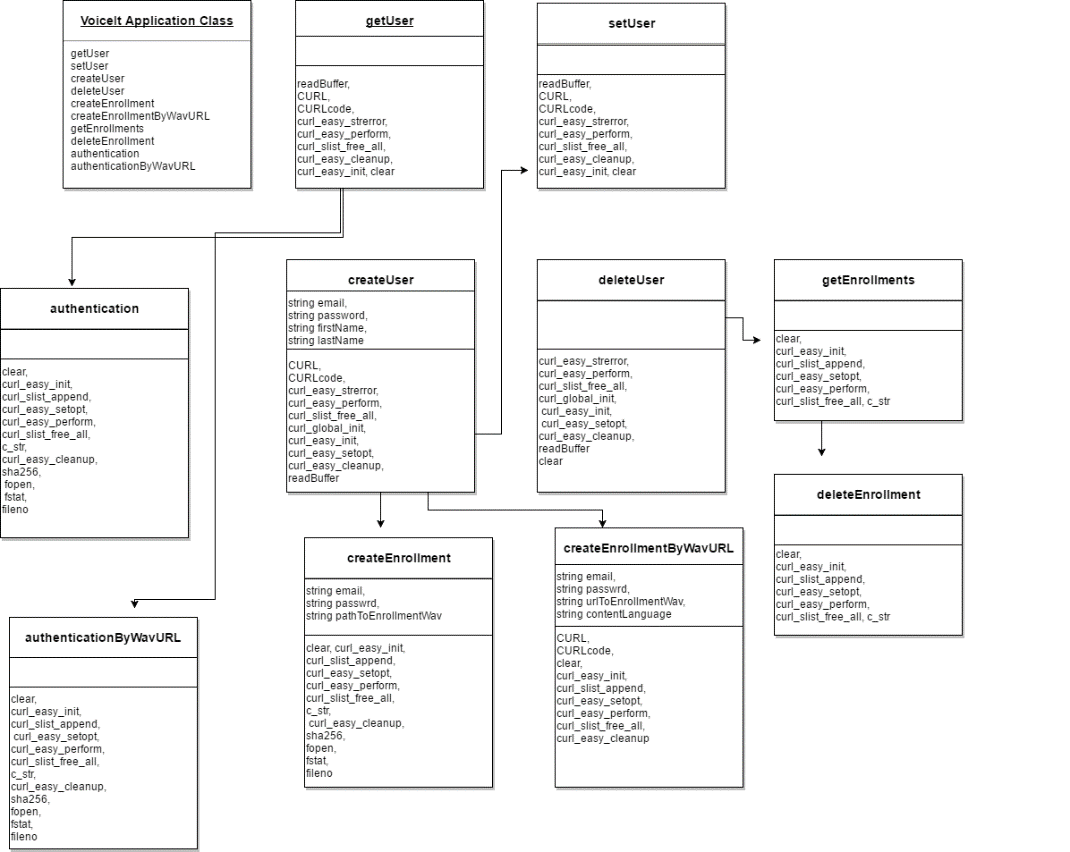 VoiceIt Application Class
getUser
setUser
createUser
deleteUser
createEnrollment
createEnrollmentByWavURL
getEnrollments
deleteEnrollment
authentication
authenticationByWavURL
getUser
readBuffer,
CURL,
CURLcode,
curl_easy_strerror,
curl_easy_perform,
curl_slist_free_all,
curl_easy_cleanup,
curl_easy_init, clear
setUser
readBuffer,
CURL,
CURLcode,
curl_easy_strerror,
curl_easy_perform,
curl_slist_free_all,
curl_easy_cleanup,
curl_easy_init, clear
authentication
clear,
curl_easy_init,
curl_slist_append,
curl_easy_setopt,
curl_easy_perform,
curl_slist_free_all,
c_str,
curl_easy_cleanup,
sha256,
fopen,
fstat,
fileno
createUser
string email,
string password,
string firstName,
string lastName
CURL,
CURLcode,
curl_easy_strerror,
curl_easy_perform,
curl_slist_free_all,
curl_global_init,
curl_easy_init,
curl_easy_setopt,
curl_easy_cleanup,
readBuffer
deleteUser
curl_easy_strerror,
curl_easy_perform,
curl_slist_free_all,
curl_global_init,
curl_easy_init,
curl_easy_setopt,
curl_easy_cleanup,
readBuffer
clear
getEnrollments
clear,
curl_easy_init,
curl_slist_append,
curl_easy_setopt,
curl_easy_perform,
curl_slist_free_all, c_str
deleteEnrollment
clear,
curl_easy_init,
curl_slist_append,
curl_easy_setopt,
curl_easy_perform,
curl_slist_free_all, c_str
authenticationByWavURL
clear,
curl_easy_init,
curl_slist_append,
curl_easy_setopt,
curl_easy_perform,
curl_slist_free_all,
c_str,
curl_easy_cleanup,
sha256,
fopen,
fstat,
fileno
createEnrollment
string email,
string passwrd,
string pathToEnrollmentWav
clear, curl_easy_init,
curl_slist_append,
curl_easy_setopt,
curl_easy_perform,
curl_slist_free_all,
c_str,
curl_easy_cleanup,
sha256,
fopen,
fstat,
fileno
createEnrollmentByWavURL
string email,
string passwrd,
string urlToEnrollmentWav,
string contentLanguage
CURL,
CURLcode,
clear,
curl_easy_init,
curl_slist_append,
curl_easy_setopt,
curl_easy_perform,
curl_slist_free_all,
curl_easy_cleanup